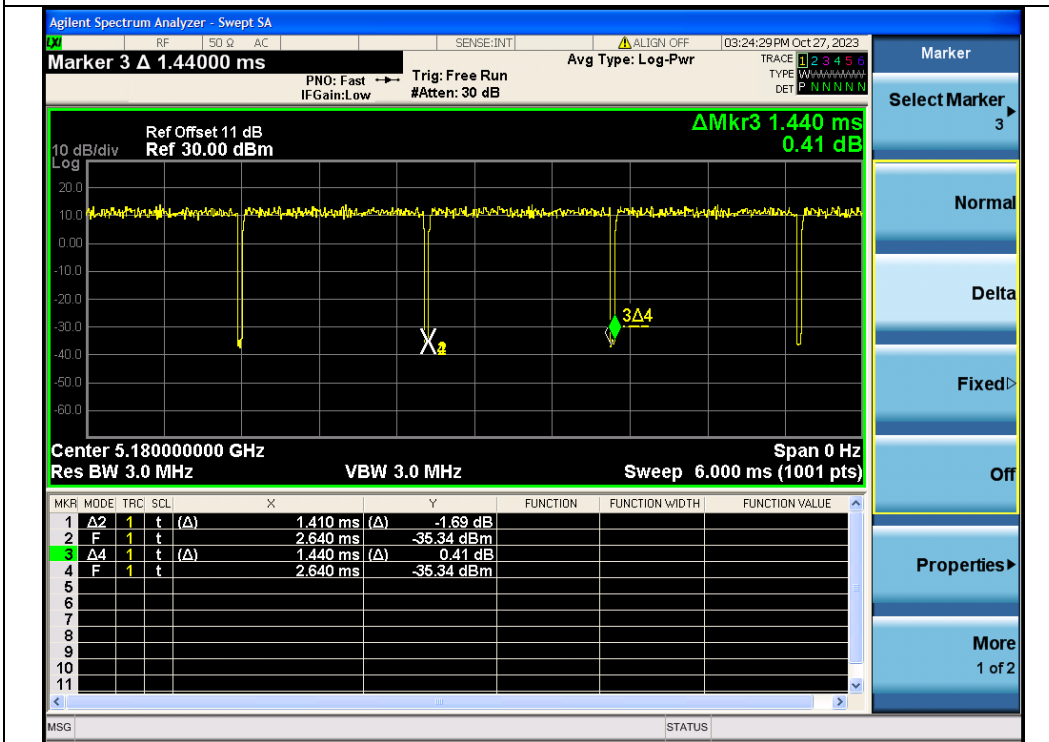 Agilent Spectrum Analyzer - Swept SA
LXI RF 50 Ω AC SENSE:INT ALIGN OFF 03:24:29 PM Oct 27, 2023
Marker 3 Δ 1.44000 ms
PNO: Fast
IFGain:Low
Trig: Free Run
#Atten: 30 dB
Avg Type: Log-Pwr
TRACE 1 2 3 4 5 6
TYPE WWWWWW
DET P N N N N N
ΔMkr3 1.440 ms
0.41 dB
Ref Offset 11 dB
10 dB/div Ref 30.00 dBm
Log
20.0
10.0
0.00
-10.0
-20.0
-30.0
-40.0
-50.0
-60.0
3Δ4
Center 5.180000000 GHz Span 0 Hz
Res BW 3.0 MHz VBW 3.0 MHz Sweep 6.000 ms (1001 pts)
MKR MODE TRC SCL X Y FUNCTION FUNCTION WIDTH FUNCTION VALUE
1 Δ2 1 t (Δ) 1.410 ms (Δ) -1.69 dB
2 F 1 t 2.640 ms -35.34 dBm
3 Δ4 1 t (Δ) 1.440 ms (Δ) 0.41 dB
4 F 1 t 2.640 ms -35.34 dBm
5
6
7
8
9
10
11
MSG STATUS
Marker
Select Marker
3
Normal
Delta
Fixed
Off
Properties
More
1 of 2